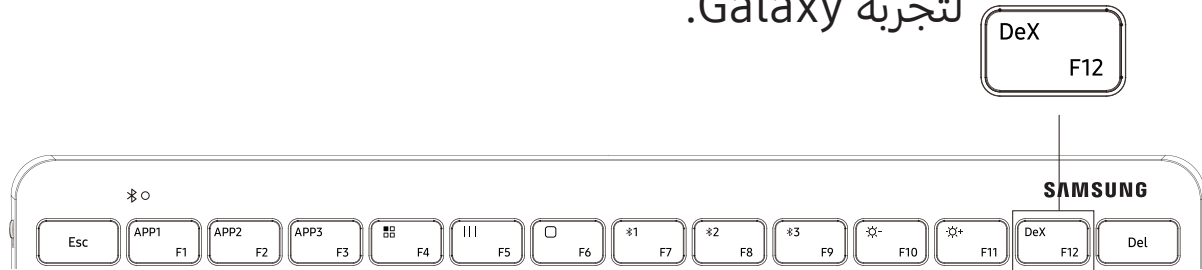 لتجربة Galaxy.
DeX
F12
SAMSUNG
Esc
APP1
F1
APP2
F2
APP3
F3
F4
F5
F6
1
F7
2
F8
3
F9
-
F10
+
F11
DeX
F12
Del